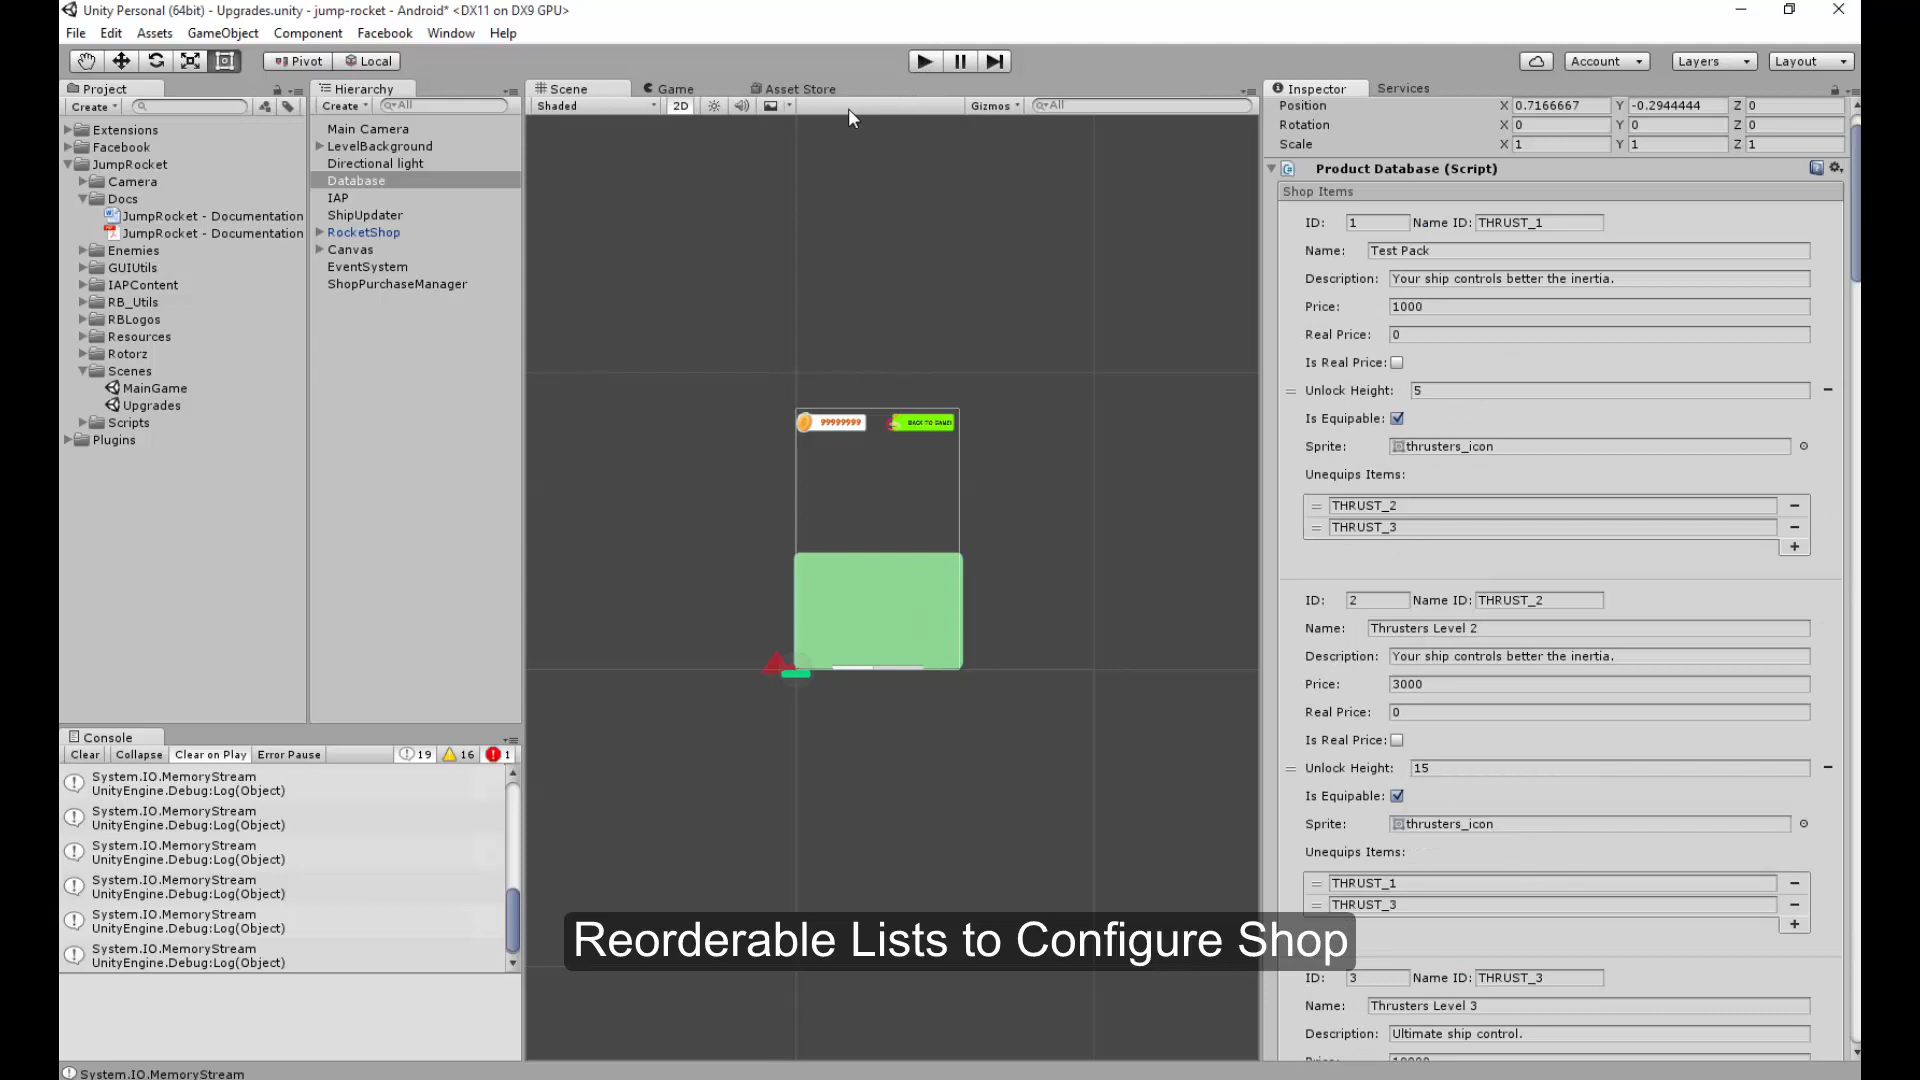 Unity Personal (64bit) - Upgrades.unity - jump-rocket - Android* <DX11 on DX9 GPU>
File Edit Assets GameObject Component Facebook Window Help
Pivot Local Account Layers Layout
Project
Create
Extensions
Facebook
JumpRocket
Camera
Docs
JumpRocket - Documentation
JumpRocket - Documentation
Enemies
GUIUtils
IAPContent
RB_Utils
RBLogos
Resources
Rotorz
Scenes
MainGame
Upgrades
Scripts
Plugins
Hierarchy
Create All
Main Camera
LevelBackground
Directional light
Database
IAP
ShipUpdater
RocketShop
Canvas
EventSystem
ShopPurchaseManager
Scene Game Asset Store
Shaded 2D Gizmos All
99999999 BACK TO GAME!
Inspector Services
Position X 0.7166667 Y -0.2944444 Z 0
Rotation X 0 Y 0 Z 0
Scale X 1 Y 1 Z 1
Product Database (Script)
Shop Items
ID: 1 Name ID: THRUST_1
Name: Test Pack
Description: Your ship controls better the inertia.
Price: 1000
Real Price: 0
Is Real Price:
Unlock Height: 5
Is Equipable:
Sprite: thrusters_icon
Unequips Items:
THRUST_2
THRUST_3
ID: 2 Name ID: THRUST_2
Name: Thrusters Level 2
Description: Your ship controls better the inertia.
Price: 3000
Real Price: 0
Is Real Price:
Unlock Height: 15
Is Equipable:
Sprite: thrusters_icon
Unequips Items:
THRUST_1
THRUST_3
ID: 3 Name ID: THRUST_3
Name: Thrusters Level 3
Description: Ultimate ship control.
Console
Clear Collapse Clear on Play Error Pause 19 16 1
System.IO.MemoryStream
UnityEngine.Debug:Log(Object)
System.IO.MemoryStream
UnityEngine.Debug:Log(Object)
System.IO.MemoryStream
UnityEngine.Debug:Log(Object)
System.IO.MemoryStream
UnityEngine.Debug:Log(Object)
System.IO.MemoryStream
UnityEngine.Debug:Log(Object)
System.IO.MemoryStream
UnityEngine.Debug:Log(Object)
Reorderable Lists to Configure Shop
System.IO.MemoryStream